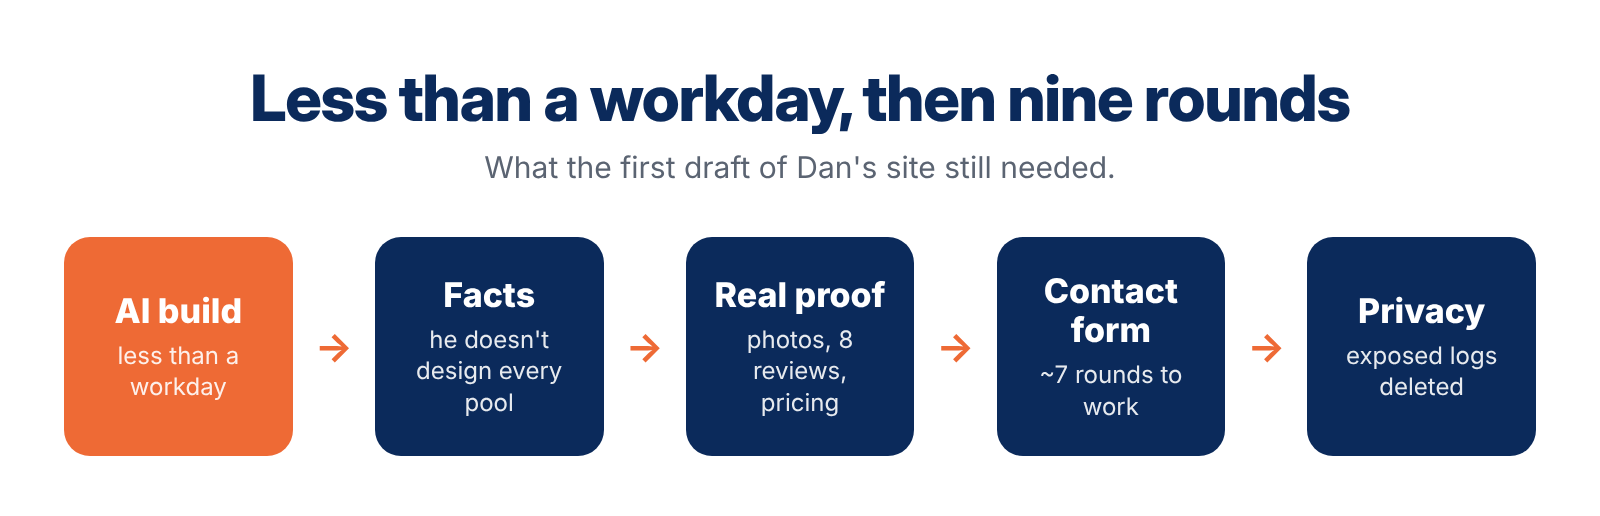 Less than a workday, then nine rounds
What the first draft of Dan's site still needed.
AI build
less than a
workday
Facts
he doesn't
design every
pool
Real proof
photos, 8
reviews,
pricing
Contact
form
~7 rounds to
work
Privacy
exposed logs
deleted